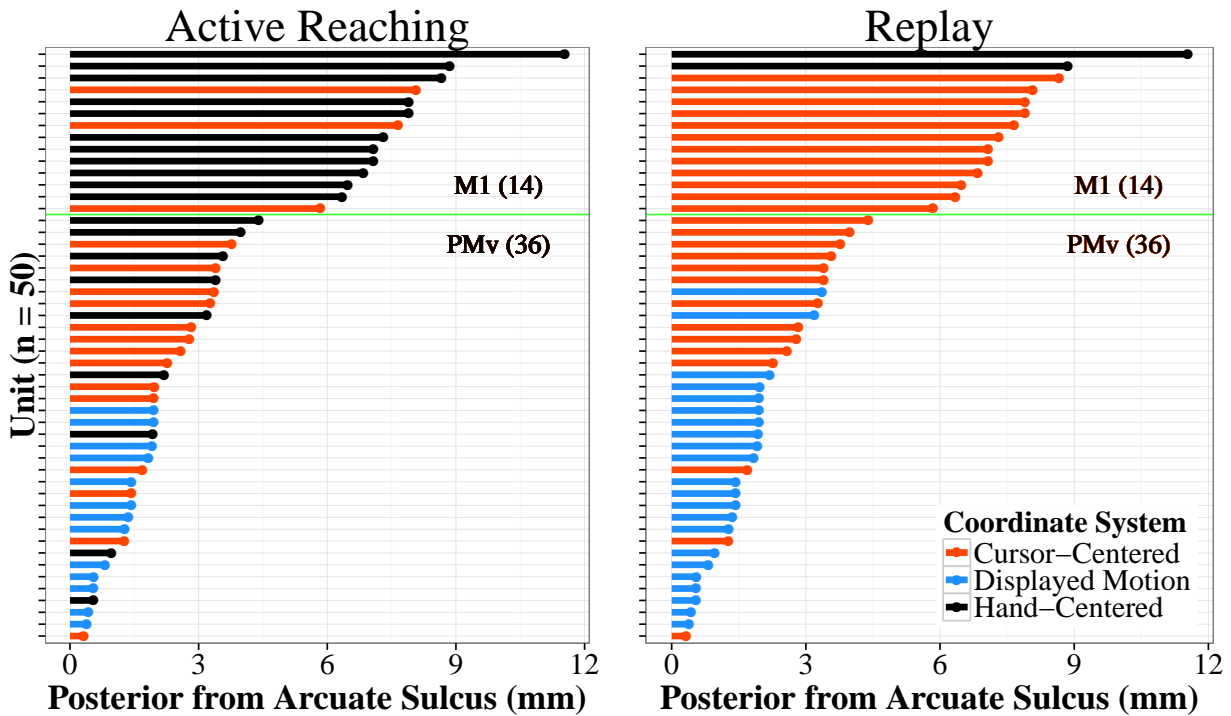 Active Reaching
Replay
M1 (14)
PMv (36)
M1 (14)
PMv (36)
Unit (n = 50)
Coordinate System
Cursor−Centered
Displayed Motion
Hand−Centered
0 3 6 9 12
0 3 6 9 12
Posterior from Arcuate Sulcus (mm)
Posterior from Arcuate Sulcus (mm)